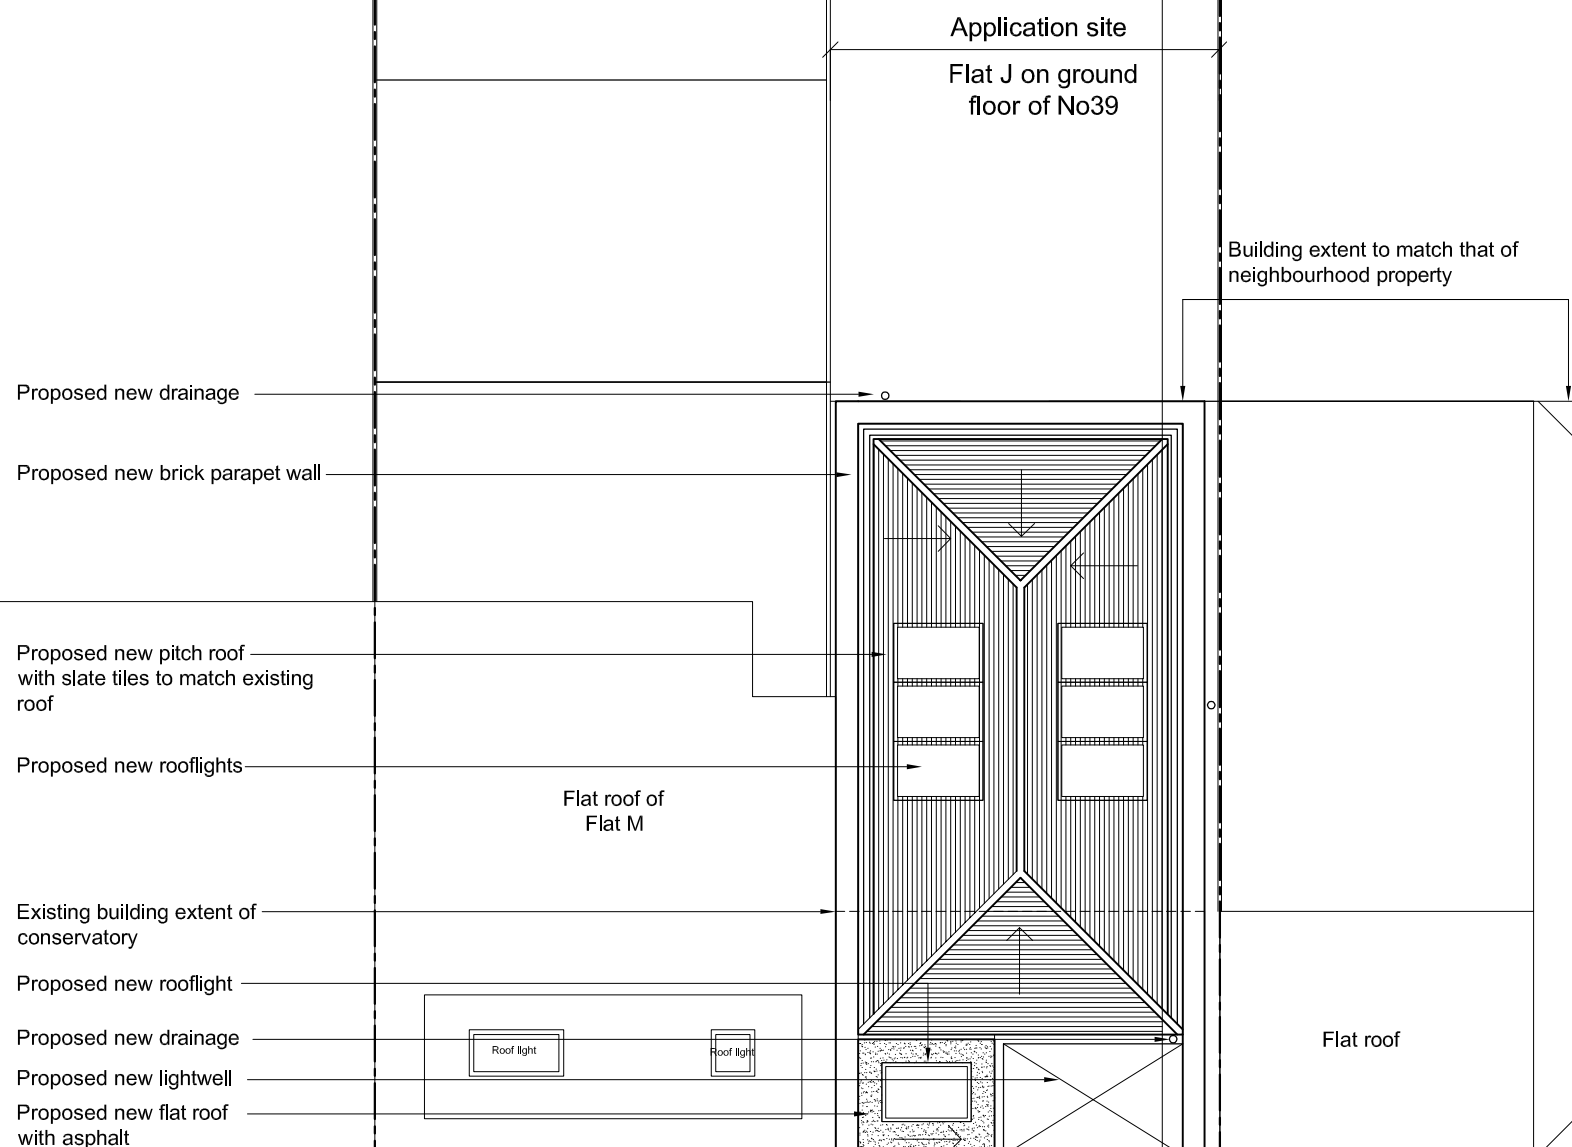 Application site
Flat J on ground
floor of No39
Building extent to match that of
neighbourhood property
Proposed new drainage
Proposed new brick parapet wall
Proposed new pitch roof
with slate tiles to match existing
roof
Proposed new rooflights
Flat roof of
Flat M
Existing building extent of
conservatory
Proposed new rooflight
Proposed new drainage
Roof light
Roof light
Flat roof
Proposed new lightwell
Proposed new flat roof
with asphalt